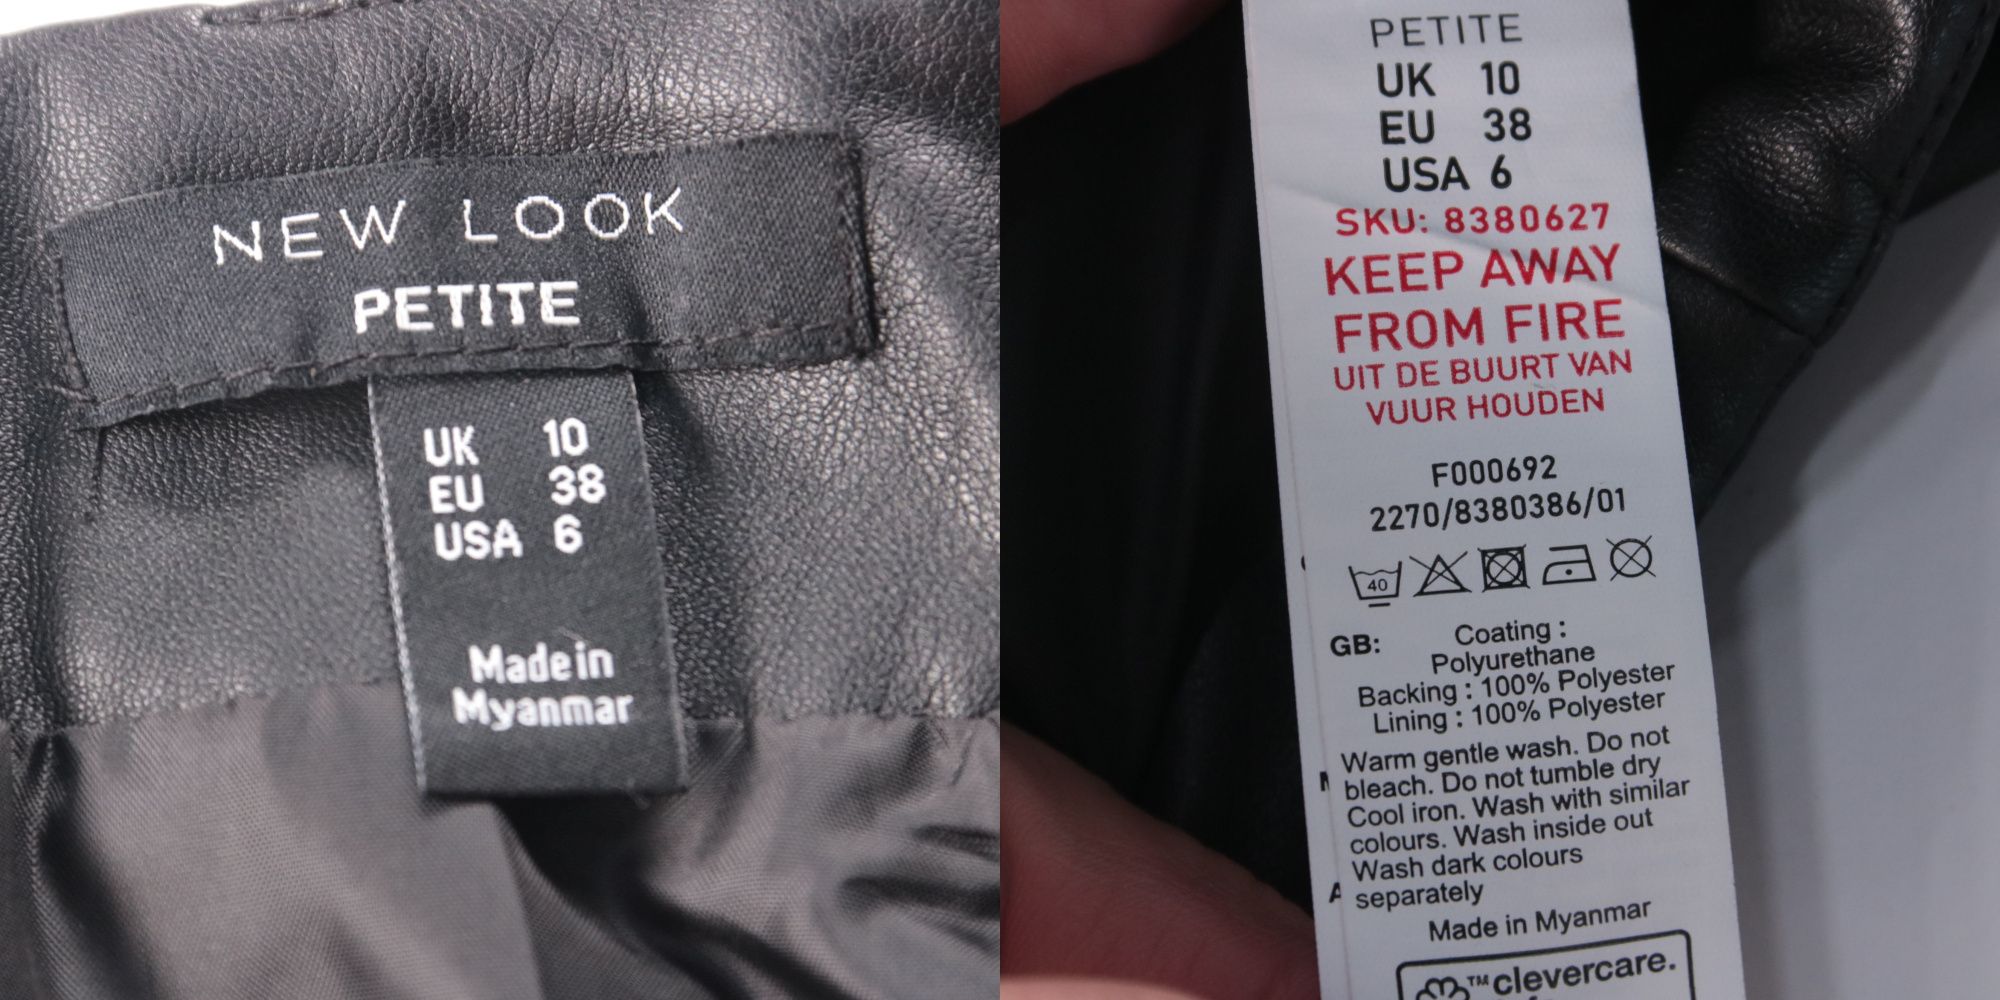 NEW LOOK
PETITE
UK 10
EU 38
USA 6
Made in
Myanmar
PETITE
UK 10
EU 38
USA 6
SKU: 8380627
KEEP AWAY
FROM FIRE
UIT DE BUURT VAN
VUUR HOUDEN
F000692
2270/8380386/01
40
GB: Coating :
Polyurethane
Backing : 100% Polyester
Lining : 100% Polyester
Warm gentle wash. Do not
bleach. Do not tumble dry
Cool iron. Wash with similar
colours. Wash inside out
Wash dark colours
separately
Made in Myanmar
™clevercare.